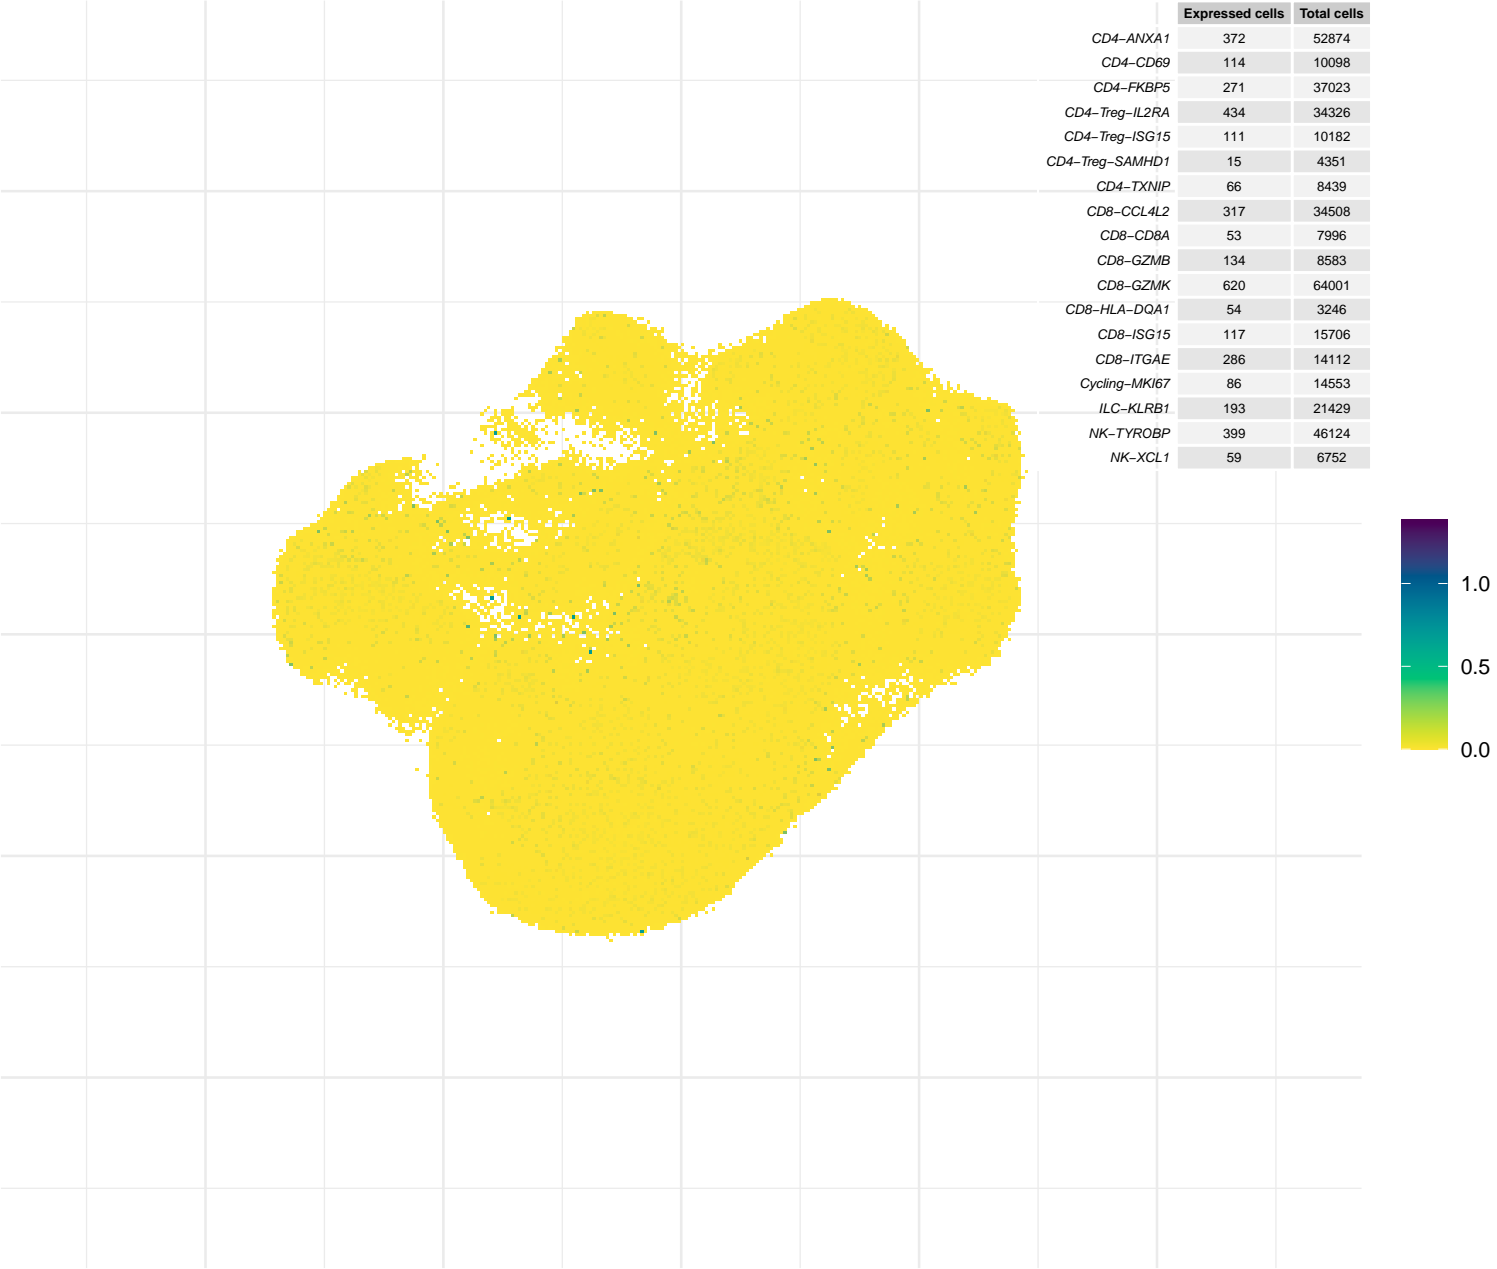 Expressed cells Total cells
CD4−ANXA1 372 52874
CD4−CD69 114 10098
CD4−FKBP5 271 37023
CD4−Treg−IL2RA 434 34326
CD4−Treg−ISG15 111 10182
CD4−Treg−SAMHD1 15 4351
CD4−TXNIP 66 8439
CD8−CCL4L2 317 34508
CD8−CD8A 53 7996
CD8−GZMB 134 8583
CD8−GZMK 620 64001
CD8−HLA−DQA1 54 3246
CD8−ISG15 117 15706
CD8−ITGAE 286 14112
Cycling−MKI67 86 14553
ILC−KLRB1 193 21429
NK−TYROBP 399 46124
NK−XCL1 59 6752
1.0
0.5
0.0